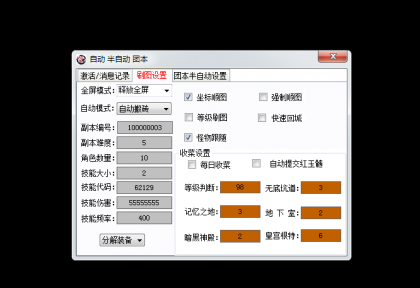 自动 半自动 团本
激活/消息记录 刷图设置 团本半自动设置
全屏模式: 释放全屏
自动模式: 自动搬砖
副本编号: 100000003
副本难度: 5
角色数量: 10
技能大小: 2
技能代码: 62129
技能伤害: 55555555
技能频率: 400
分解装备
坐标顺图 强制顺图
等级刷图 快速回城
怪物跟随
收菜设置
每日收菜 自动提交红玉髓
等级判断: 98 无底坑道: 3
记忆之地: 3 地 下 室: 2
暗黑神殿: 2 皇宫根特: 6